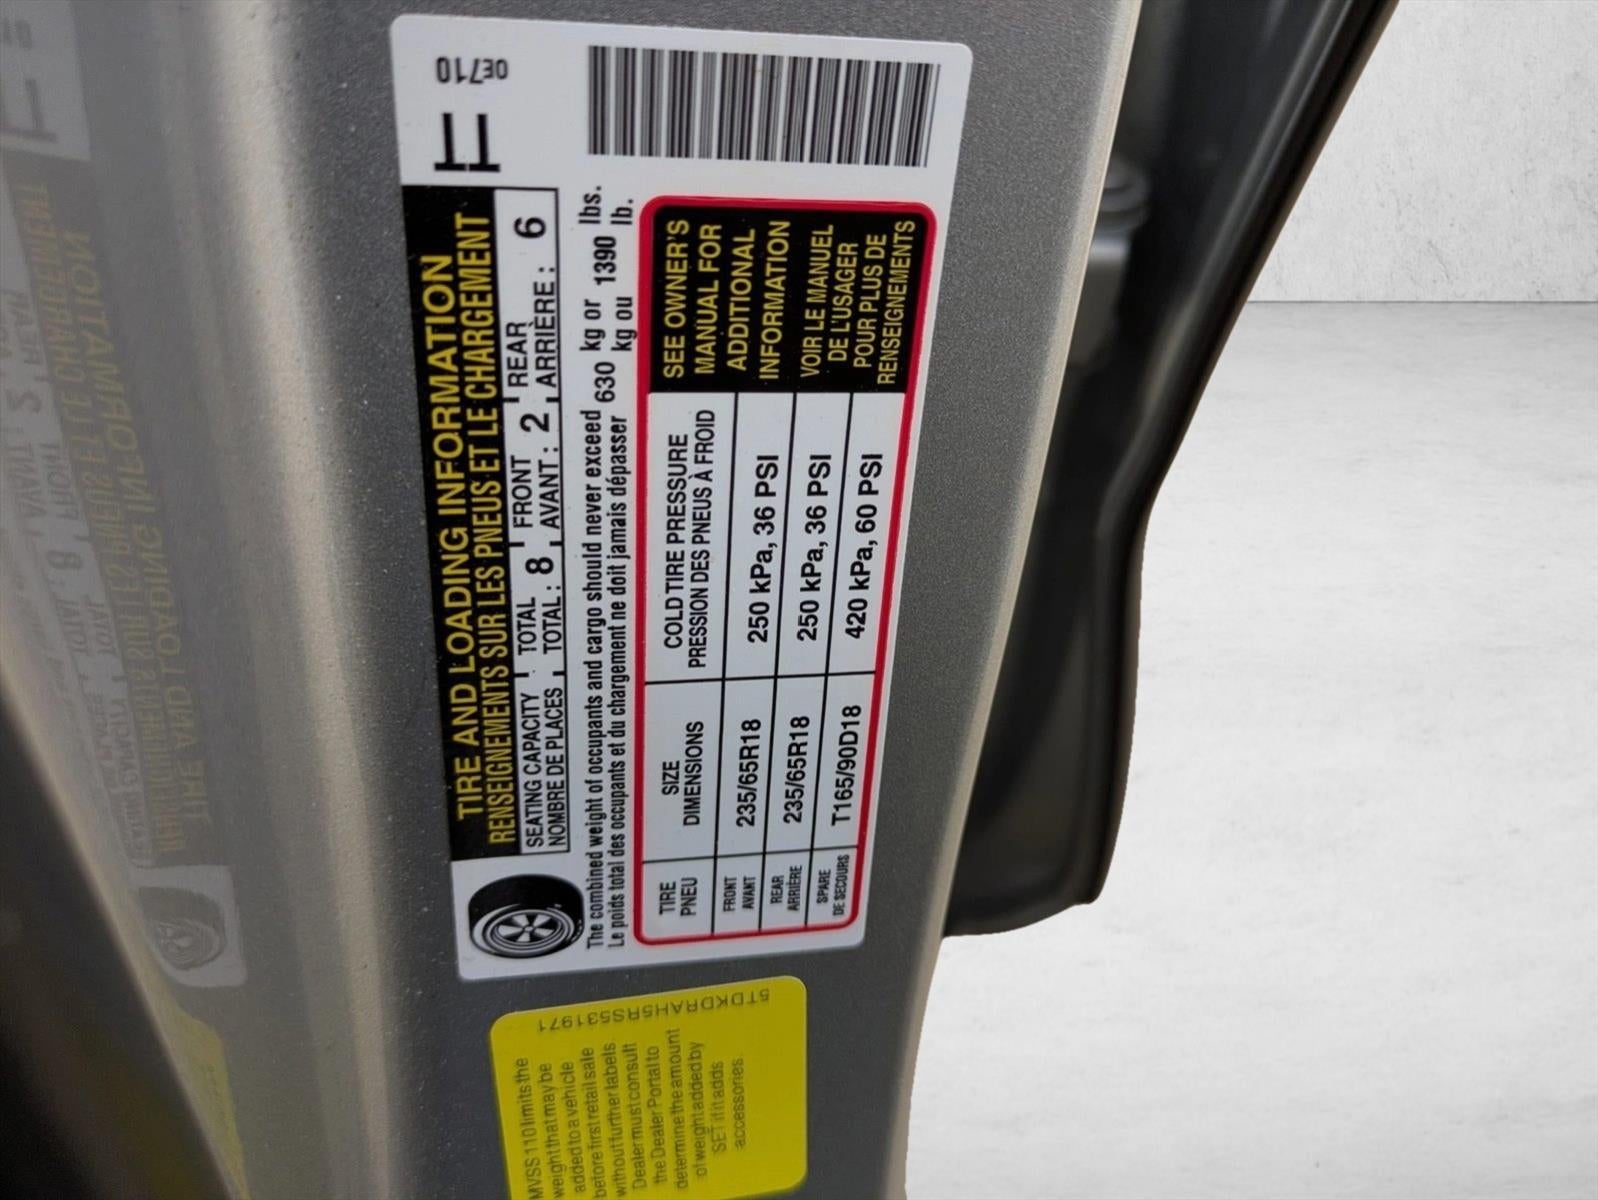 0E710
TIRE AND LOADING INFORMATION
RENSEIGNEMENTS SUR LES PNEUS ET LE CHARGEMENT
SEATING CAPACITY TOTAL 8 FRONT 2 REAR 6
NOMBRE DE PLACES TOTAL : AVANT : ARRIÈRE :
The combined weight of occupants and cargo should never exceed 630 kg or 1390 lbs.
Le poids total des occupants et du chargement ne doit jamais dépasser kg ou lb.
TIRE SIZE COLD TIRE PRESSURE
PNEU DIMENSIONS PRESSION DES PNEUS À FROID
FRONT
AVANT 235/65R18 250 kPa, 36 PSI
REAR
ARRIÈRE 235/65R18 250 kPa, 36 PSI
SPARE
DE SECOURS T165/90D18 420 kPa, 60 PSI
SEE OWNER'S
MANUAL FOR
ADDITIONAL
INFORMATION
VOIR LE MANUEL
DE L'USAGER
POUR PLUS DE
RENSEIGNEMENTS
MVSS 110 limits the
weight that may be
added to a vehicle
before first retail sale
without further labels.
Dealer must consult
the Dealer Portal to
determine the amount
of weight added by
SET if it adds
accessories
5TDKDRAH5RS531971